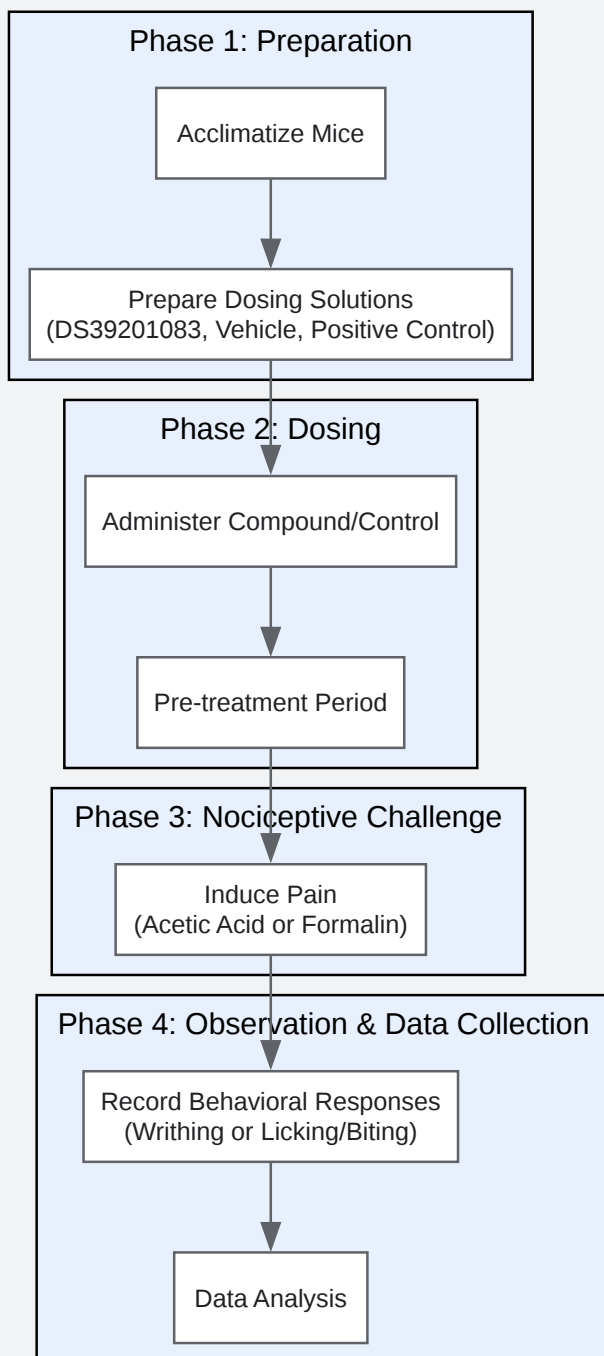 Phase 1: Preparation
Acclimatize Mice
Prepare Dosing Solutions
(DS39201083, Vehicle, Positive Control)
Phase 2: Dosing
Administer Compound/Control
Pre-treatment Period
Phase 3: Nociceptive Challenge
Induce Pain
(Acetic Acid or Formalin)
Phase 4: Observation & Data Collection
Record Behavioral Responses
(Writhing or Licking/Biting)
Data Analysis